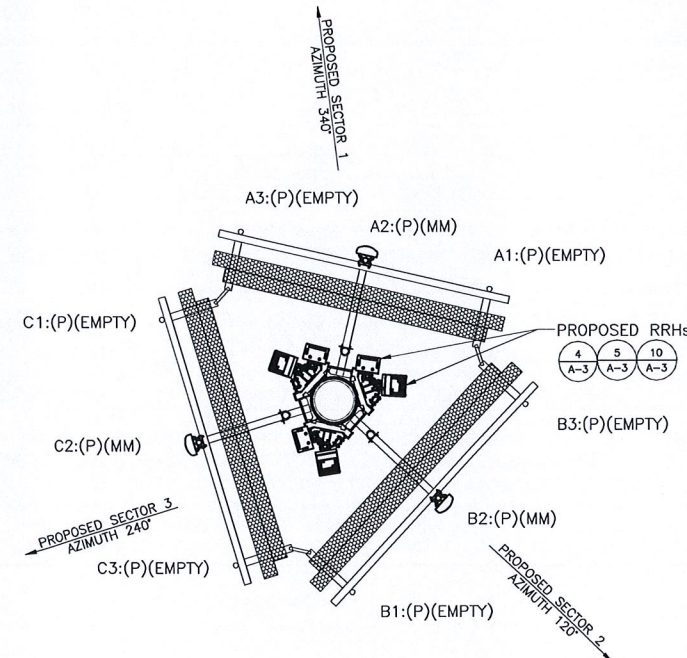 PROPOSED SECTOR 1
AZIMUTH 340°
A3:(P)(EMPTY)
A2:(P)(MM)
A1:(P)(EMPTY)
C1:(P)(EMPTY)
PROPOSED RRHs
4 5 10
A-3 A-3 A-3
B3:(P)(EMPTY)
C2:(P)(MM)
B2:(P)(MM)
PROPOSED SECTOR 3
AZIMUTH 240°
C3:(P)(EMPTY)
PROPOSED SECTOR 2
AZIMUTH 120°
B1:(P)(EMPTY)